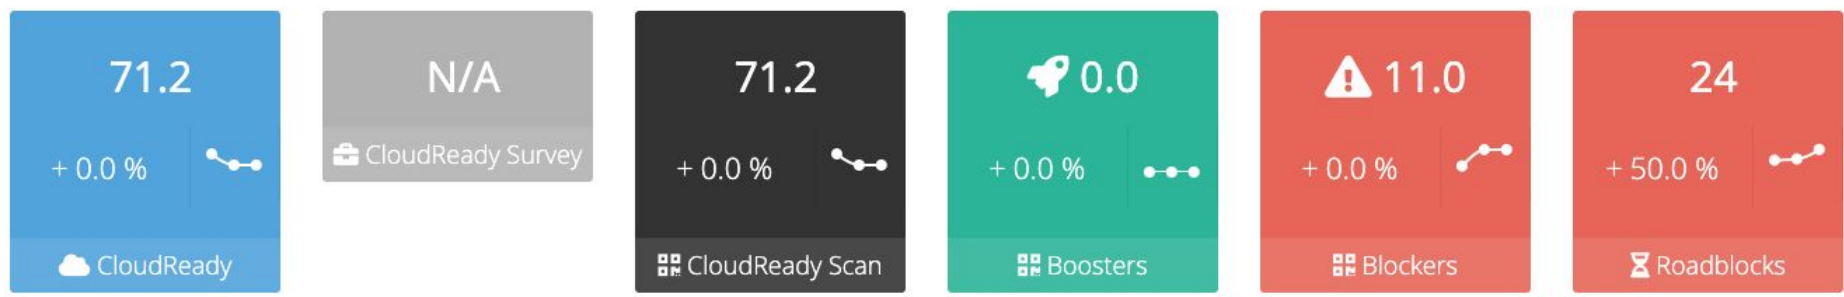 71.2
+ 0.0 %
CloudReady
N/A
CloudReady Survey
71.2
+ 0.0 %
CloudReady Scan
0.0
+ 0.0 %
Boosters
11.0
+ 0.0 %
Blockers
24
+ 50.0 %
Roadblocks